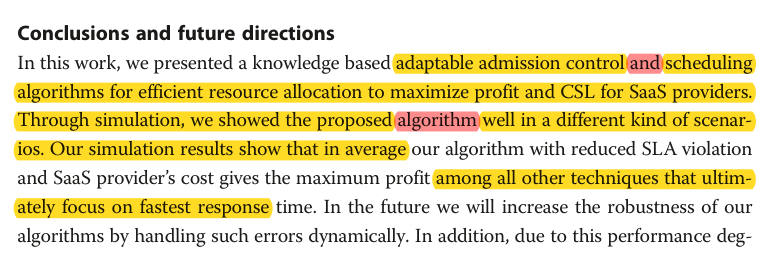 Conclusions and future directions
In this work, we presented a knowledge based adaptable admission control and scheduling
algorithms for efficient resource allocation to maximize profit and CSL for SaaS providers.
Through simulation, we showed the proposed algorithm well in a different kind of scenar-
ios. Our simulation results show that in average our algorithm with reduced SLA violation
and SaaS provider's cost gives the maximum profit among all other techniques that ultim-
ately focus on fastest response time. In the future we will increase the robustness of our
algorithms by handling such errors dynamically. In addition, due to this performance deg-